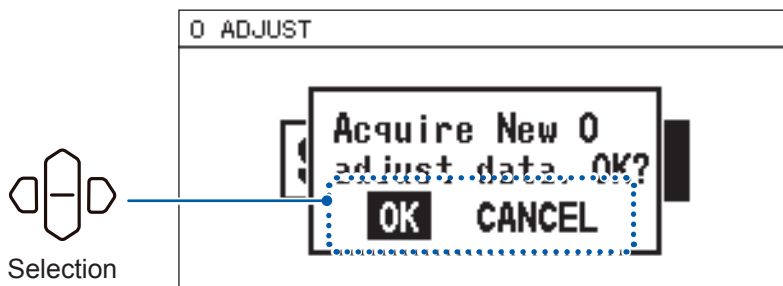 0 ADJUST
Acquire New 0
adjust data. OK?
OK CANCEL
Selection